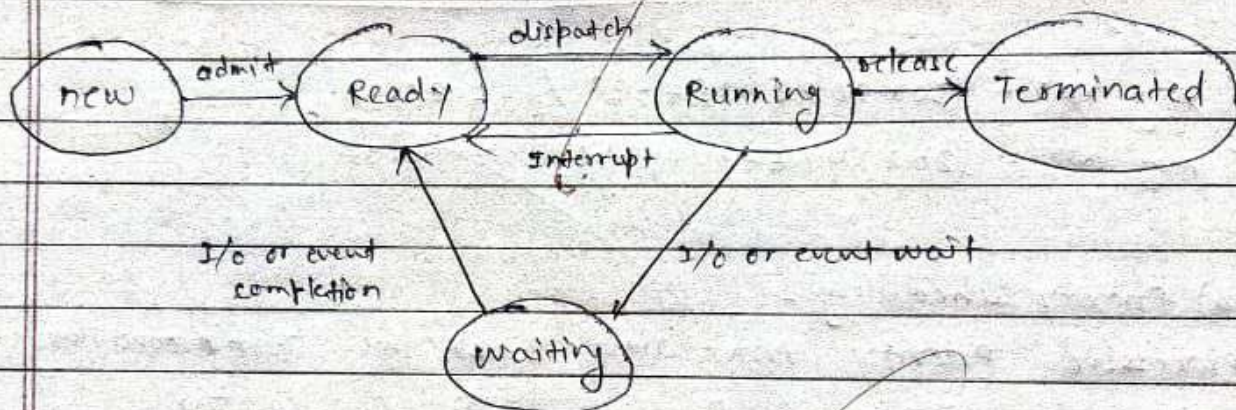 dispatch
new
admit
Ready
Running
release
Terminated
Interrupt
I/o or event
completion
I/o or event wait
waiting